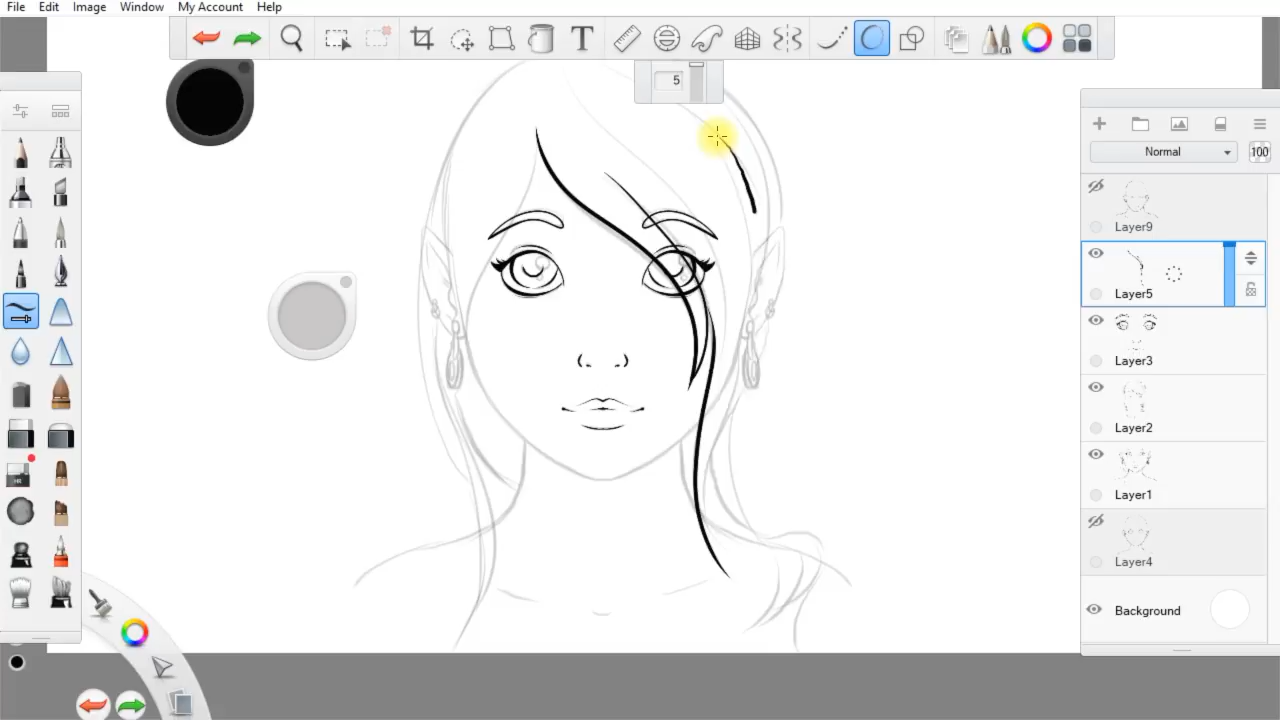 File Edit Image Window My Account Help
T
5
Normal 100
Layer9
Layer5
Layer3
Layer2
Layer1
Layer4
Background